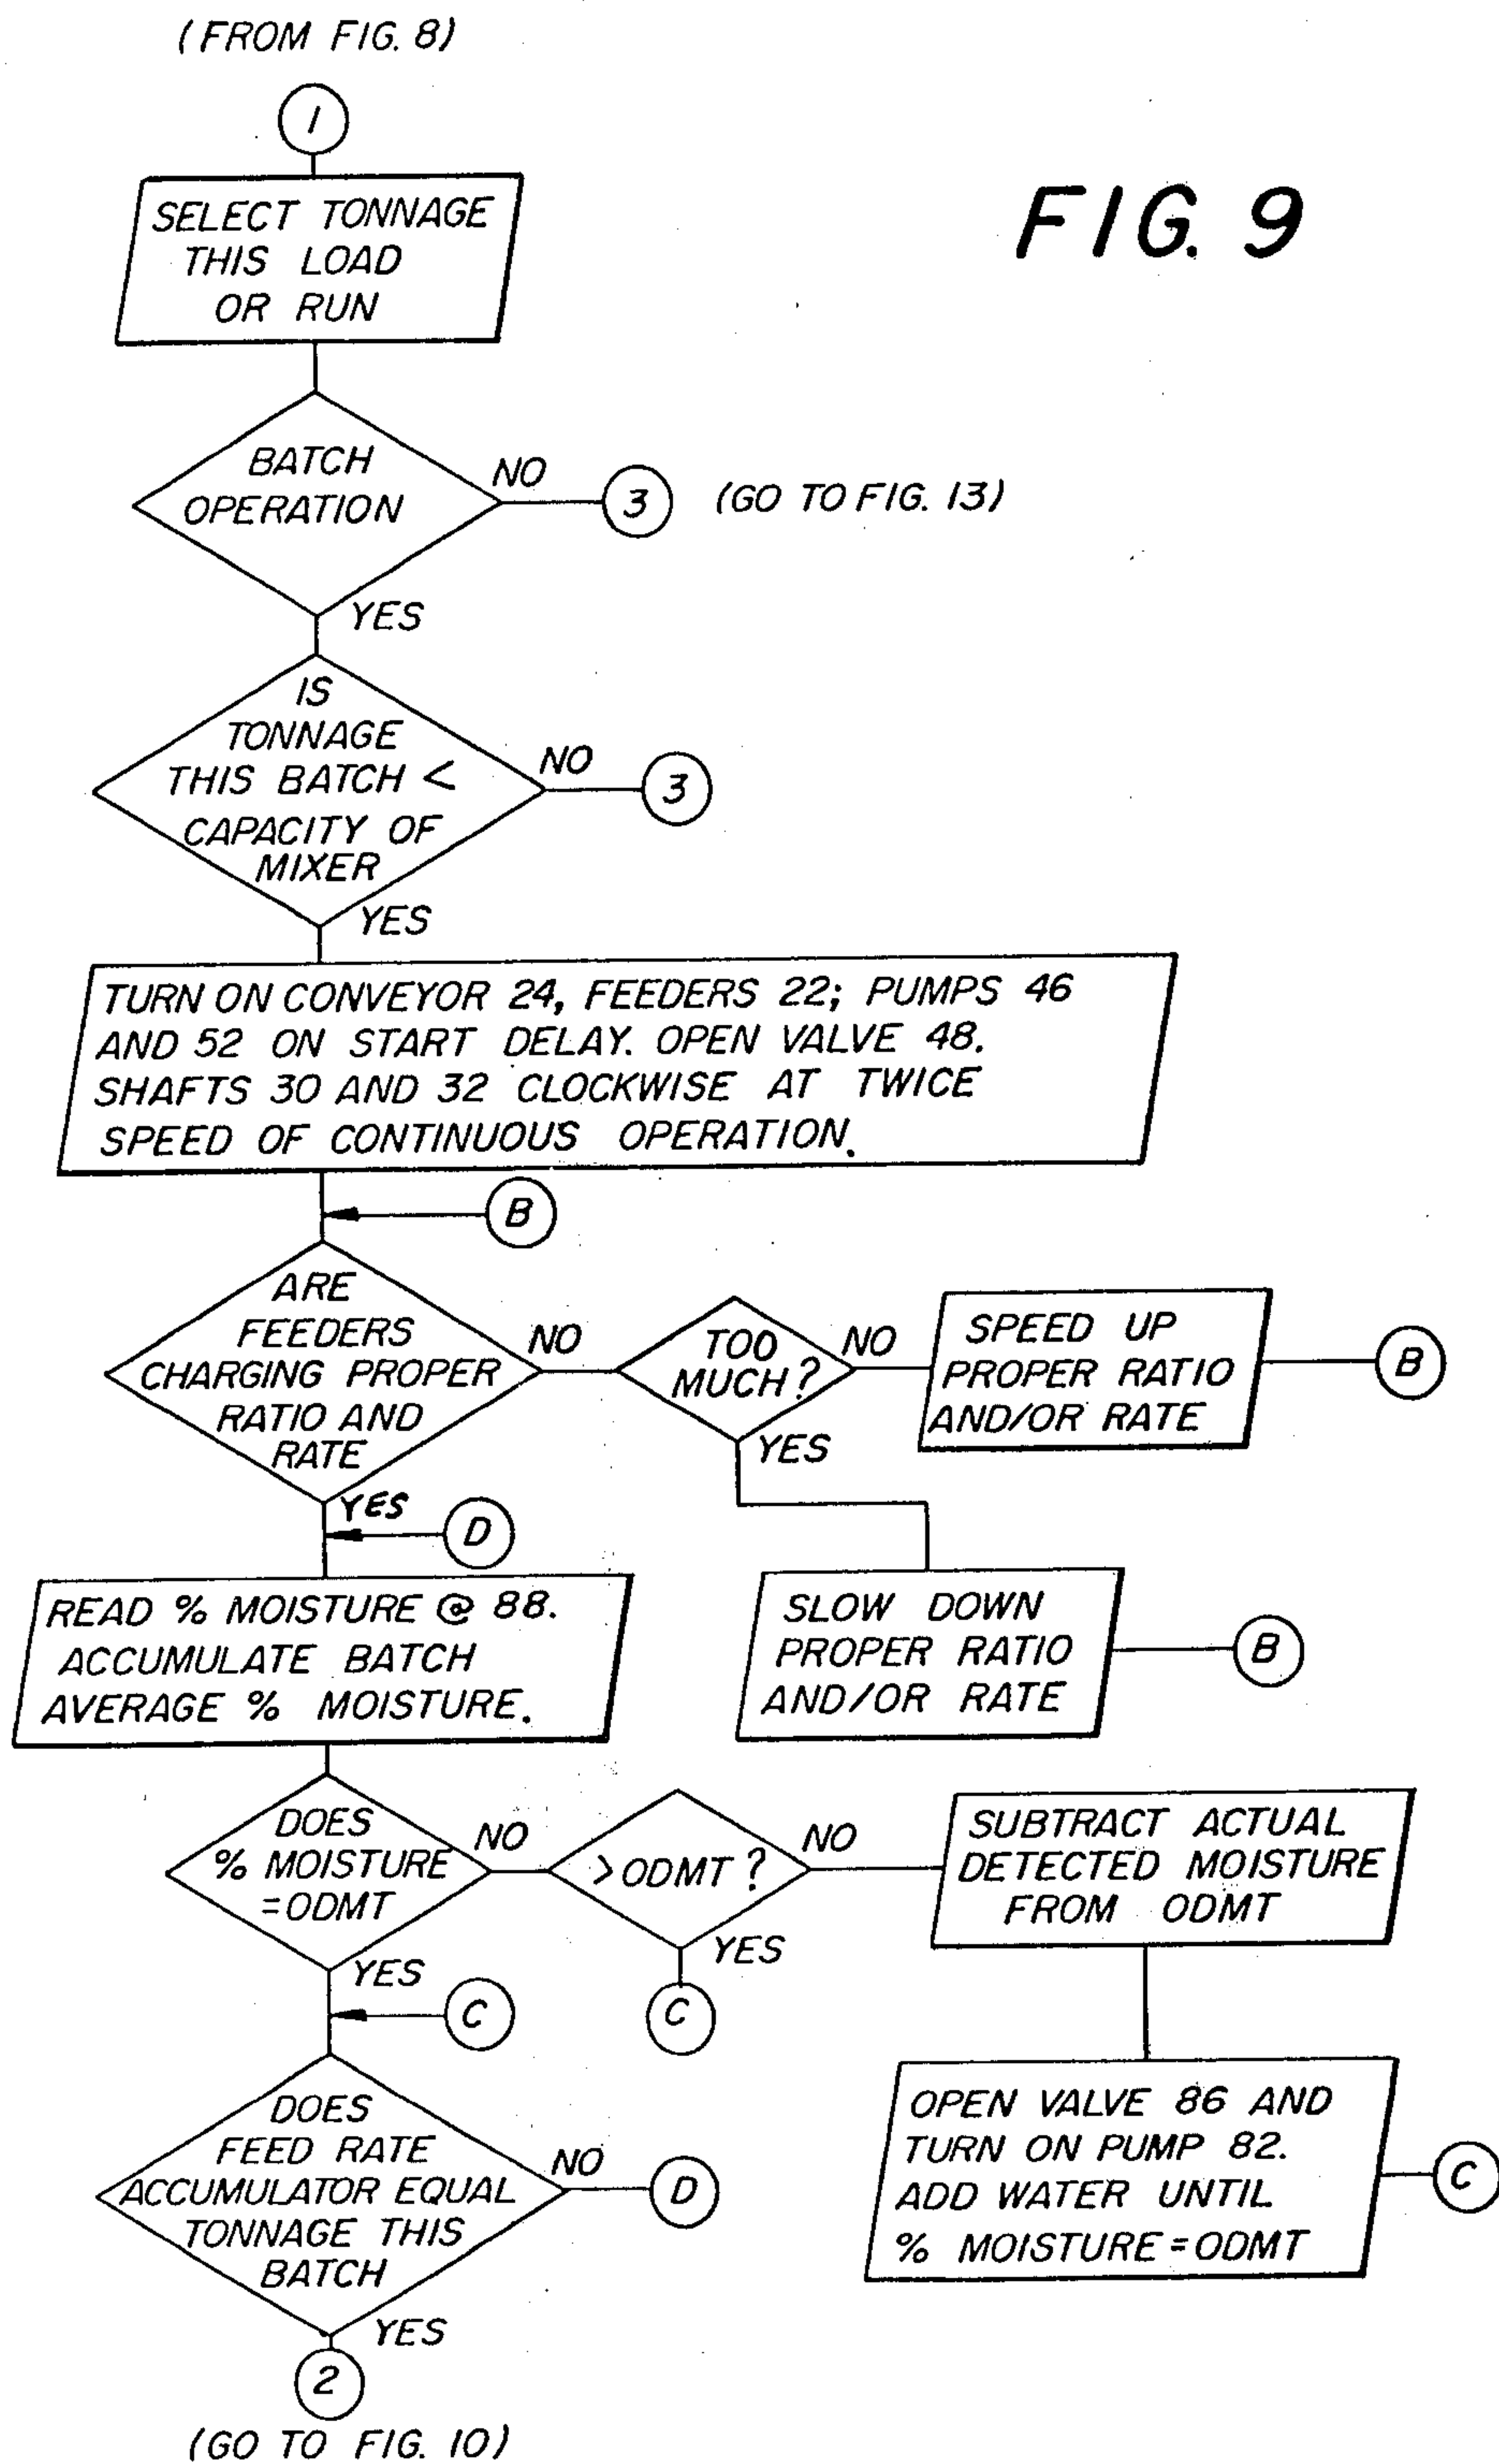 (FROM FIG. 8)
1
FIG. 9
SELECT TONNAGE
THIS LOAD
OR RUN
BATCH
OPERATION
NO
3
(GO TO FIG. 13)
YES
IS
TONNAGE
THIS BATCH <
CAPACITY OF
MIXER
NO
3
YES
TURN ON CONVEYOR 24, FEEDERS 22; PUMPS 46
AND 52 ON START DELAY. OPEN VALVE 48.
SHAFTS 30 AND 32 CLOCKWISE AT TWICE
SPEED OF CONTINUOUS OPERATION.
B
ARE
FEEDERS
CHARGING PROPER
RATIO AND
RATE
NO
TOO
MUCH?
NO
SPEED UP
PROPER RATIO
AND/OR RATE
B
YES
SLOW DOWN
PROPER RATIO
AND/OR RATE
B
YES
D
READ % MOISTURE @ 88.
ACCUMULATE BATCH
AVERAGE % MOISTURE.
DOES
% MOISTURE
=ODMT
NO
>ODMT?
NO
SUBTRACT ACTUAL
DETECTED MOISTURE
FROM ODMT
YES
C
YES
C
OPEN VALVE 86 AND
TURN ON PUMP 82.
ADD WATER UNTIL
% MOISTURE=ODMT
C
DOES
FEED RATE
ACCUMULATOR EQUAL
TONNAGE THIS
BATCH
NO
D
YES
2
(GO TO FIG. 10)